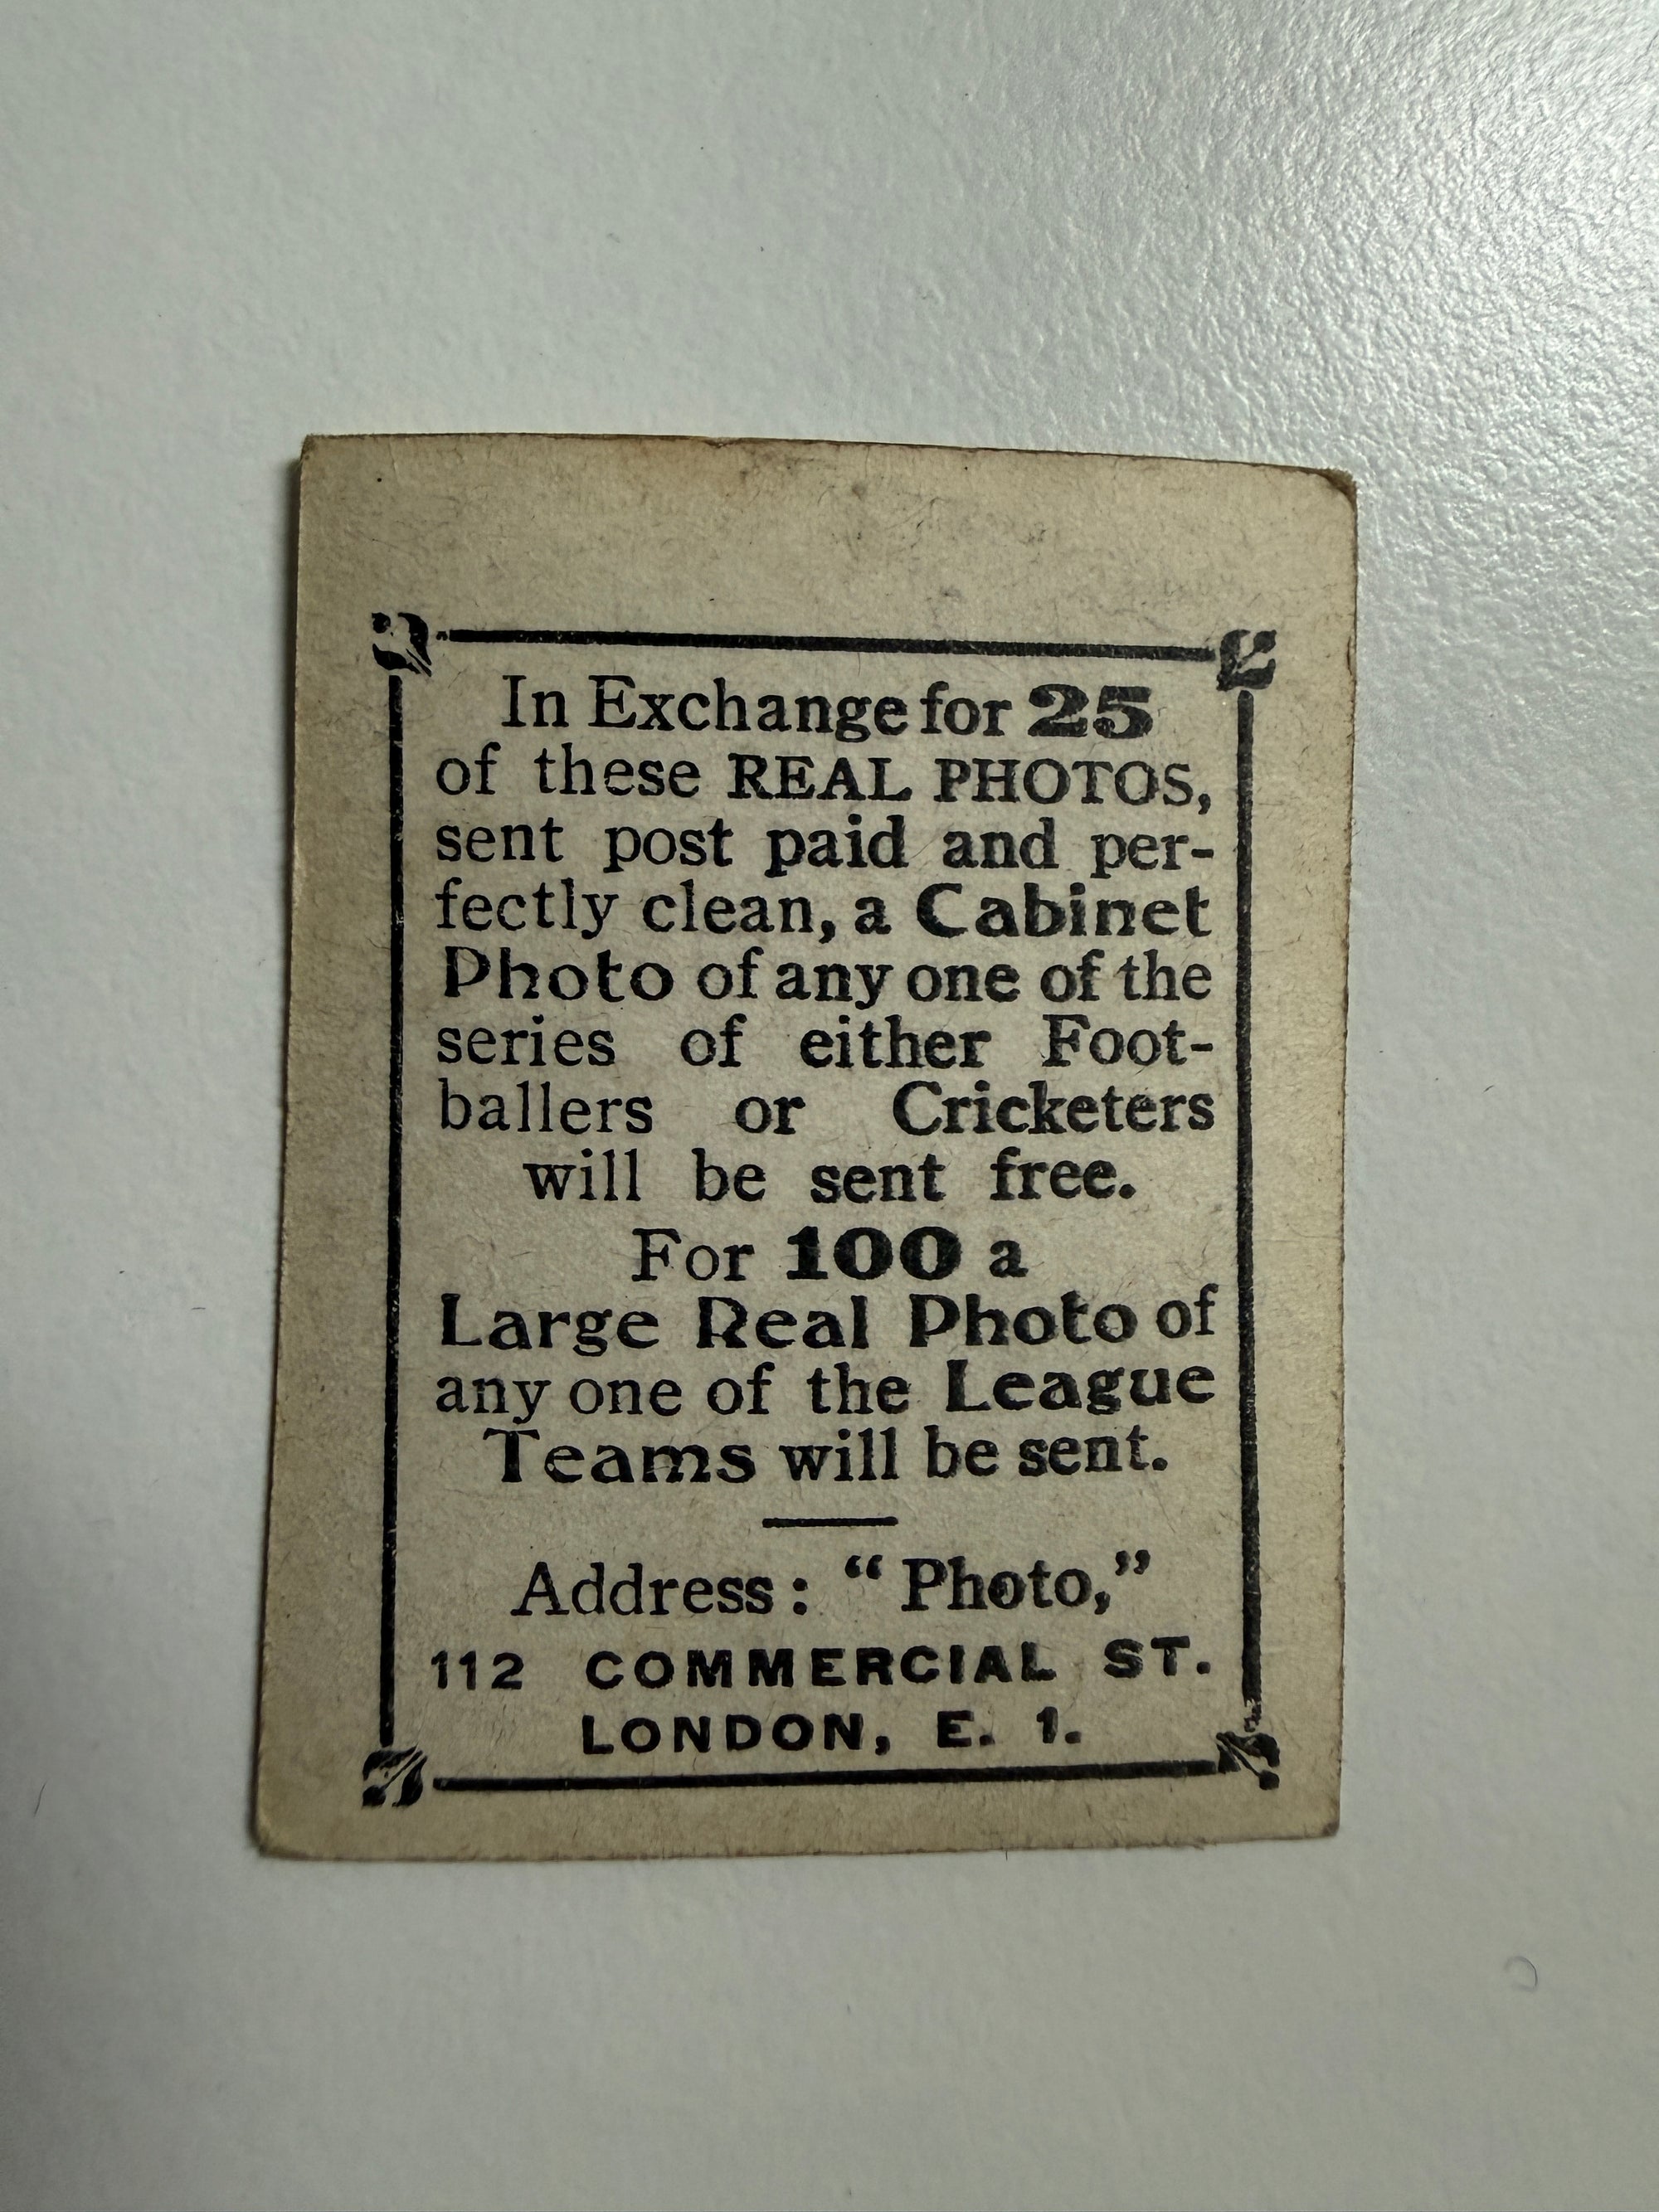 In Exchange for 25
of these REAL PHOTOS,
sent post paid and per-
fectly clean, a Cabinet
Photo of any one of the
series of either Foot-
ballers or Cricketers
will be sent free.
For 100 a
Large Real Photo of
any one of the League
Teams will be sent.
Address: “Photo,”
112 COMMERCIAL ST.
LONDON, E. 1.